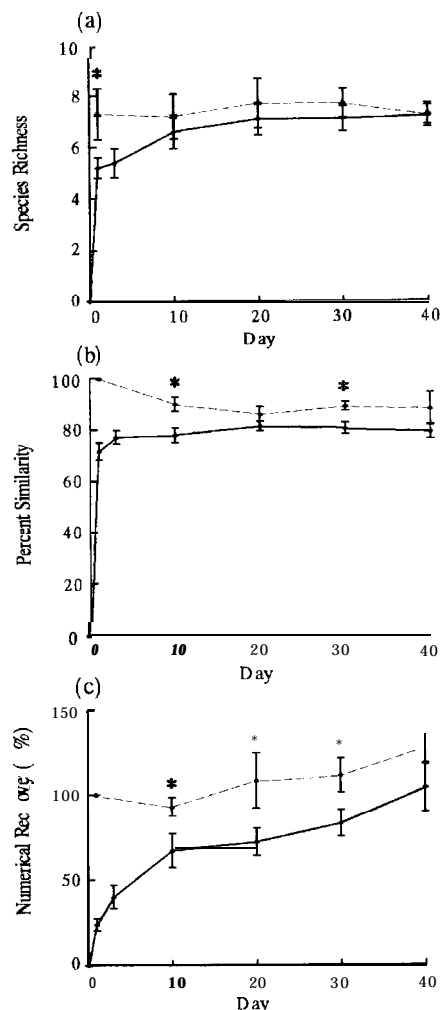 (a)
10
*
8
6
4
2
0
Species Richness
0 10 20 30 40
Day
(b)
100
80
60
40
20
0
Percent Similarity
* *
0 10 20 30 40
Day
(c)
150
100
50
0
Numerical Rec owę ( %)
* * *
0 10 20 30 40
Day